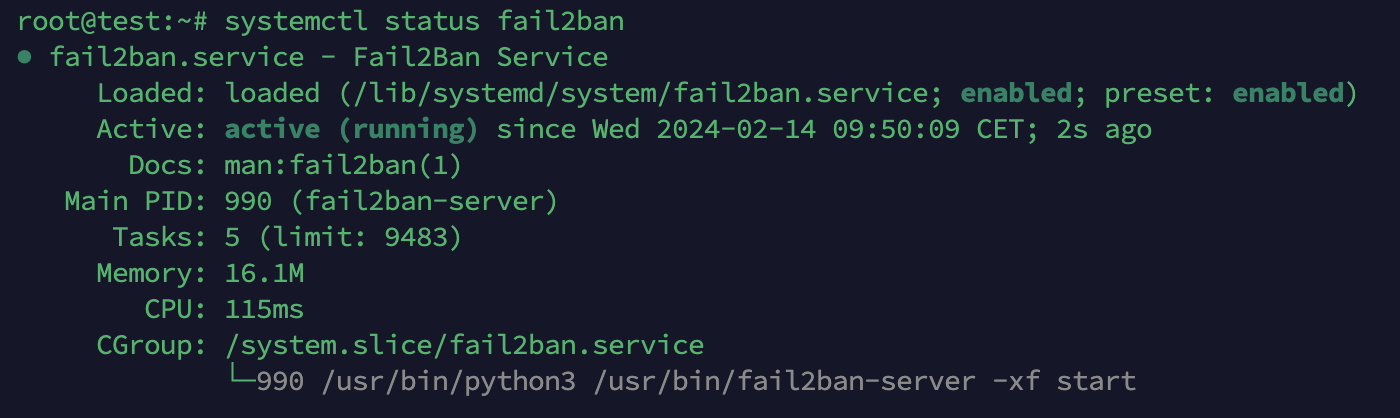 root@test:~# systemctl status fail2ban
● fail2ban.service - Fail2Ban Service
     Loaded: loaded (/lib/systemd/system/fail2ban.service; enabled; preset: enabled)
     Active: active (running) since Wed 2024-02-14 09:50:09 CET; 2s ago
       Docs: man:fail2ban(1)
   Main PID: 990 (fail2ban-server)
      Tasks: 5 (limit: 9483)
     Memory: 16.1M
        CPU: 115ms
     CGroup: /system.slice/fail2ban.service
             └─990 /usr/bin/python3 /usr/bin/fail2ban-server -xf start